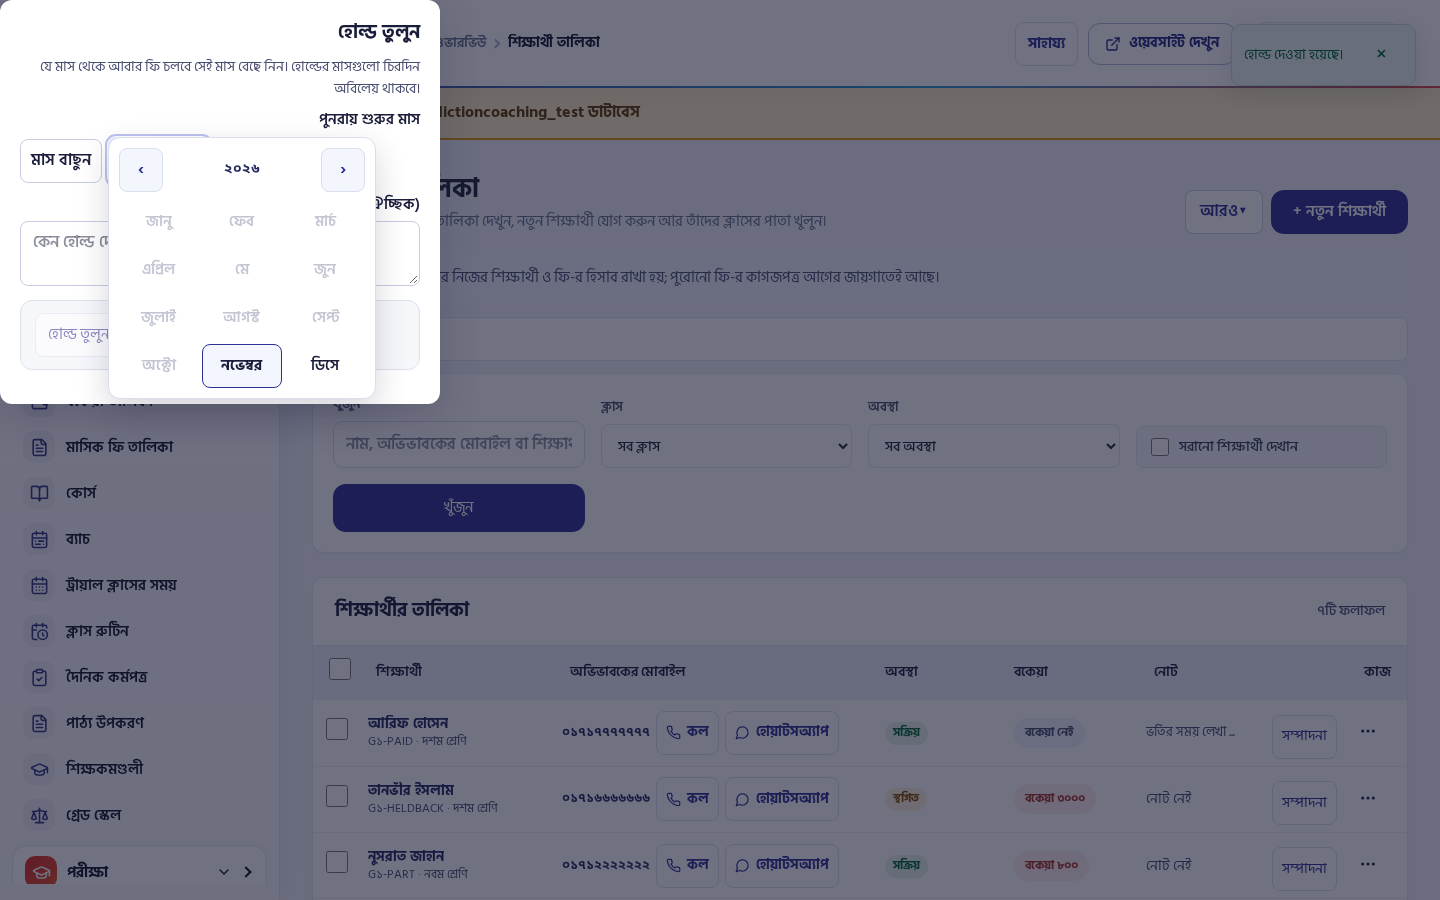 হোল্ড তুলুন
যে মাস থেকে আবার ফি চলবে সেই মাস বেছে নিন। হোল্ডের মাসগুলো চিরদিন
অবিলেয় থাকবে।
পুনরায় শুরুর মাস
মাস বাছুন
‹ ২০২৬ ›
জানু ফেব মার্চ
এপ্রিল মে জুন
জুলাই আগস্ট সেপ্ট
অক্টো নভেম্বর ডিসে
ঐচ্ছিক)
কেন হোল্ড
হোল্ড তুলুন
শিক্ষার্থী তালিকা
সাহায্য
ওয়েবসাইট দেখুন
হোল্ড দেওয়া হয়েছে। ×
dictioncoaching_test ডাটাবেস
তালিকা দেখুন, নতুন শিক্ষার্থী যোগ করুন আর তাঁদের ক্লাসের পাতা খুলুন।
আরও ▾
+ নতুন শিক্ষার্থী
র নিজের শিক্ষার্থী ও ফি-র হিসাব রাখা হয়; পুরোনো ফি-র কাগজপত্র আগের জায়গাতেই আছে।
মাসিক ফি তালিকা
কোর্স
ব্যাচ
ট্রায়াল ক্লাসের সময়
ক্লাস রুটিন
দৈনিক কর্মপত্র
পাঠ্য উপকরণ
শিক্ষকমণ্ডলী
গ্রেড স্কেল
পরীক্ষা
ক্লাস
অবস্থা
নাম, অভিভাবকের মোবাইল বা
সব ক্লাস
সব অবস্থা
সরানো শিক্ষার্থী দেখান
খুঁজুন
শিক্ষার্থীর তালিকা
৭টি ফলাফল
শিক্ষার্থী অভিভাবকের মোবাইল অবস্থা বকেয়া নোট কাজ
আরিফ হোসেন
G১-PAID · দশম শ্রেণি
০১৭১৭৭৭৭৭৭৭ কল হোয়াটসঅ্যাপ সক্রিয় বকেয়া নেই ভর্তির সময় লেখা ... সম্পাদনা ...
তানভীর ইসলাম
G১-HELDBACK · দশম শ্রেণি
০১৭১৬৬৬৬৬৬৬ কল হোয়াটসঅ্যাপ স্থগিত বকেয়া ৩০০০ নোট নেই সম্পাদনা ...
নুসরাত জাহান
G১-PART · নবম শ্রেণি
০১৭১২২২২২২২ কল হোয়াটসঅ্যাপ সক্রিয় বকেয়া ৮০০ নোট নেই সম্পাদনা ...